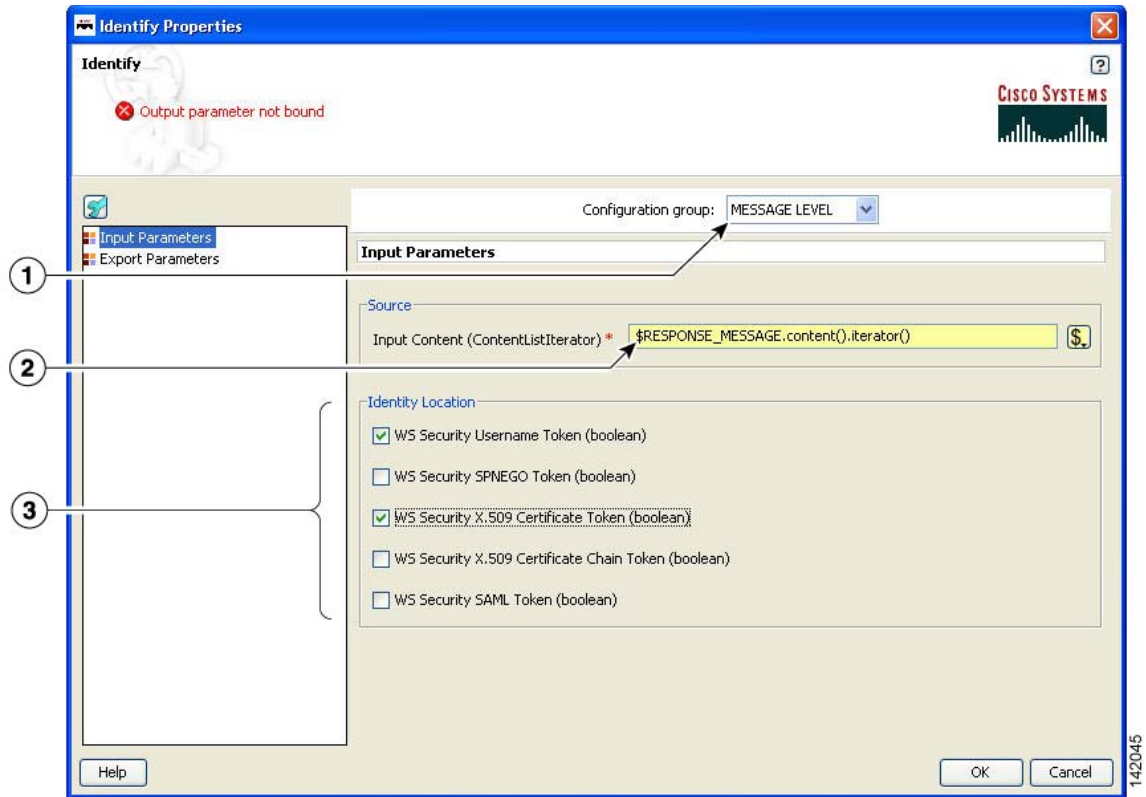 Identify Properties
Identify
Output parameter not bound
CISCO SYSTEMS
Configuration group: MESSAGE LEVEL
Input Parameters
Export Parameters
Input Parameters
1
Source
Input Content (ContentListIterator) * $RESPONSE_MESSAGE.content().iterator() $
2
Identity Location
WS Security Username Token (boolean)
WS Security SPNEGO Token (boolean)
3
WS Security X.509 Certificate Token (boolean)
WS Security X.509 Certificate Chain Token (boolean)
WS Security SAML Token (boolean)
Help OK Cancel
142045